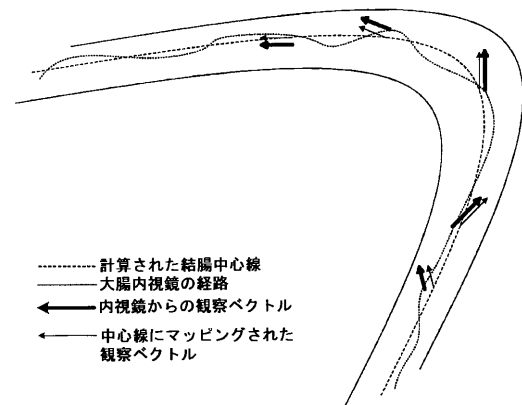 計算された結腸中心線
大腸内視鏡の経路
内視鏡からの観察ベクトル
中心線にマッピングされた
観察ベクトル